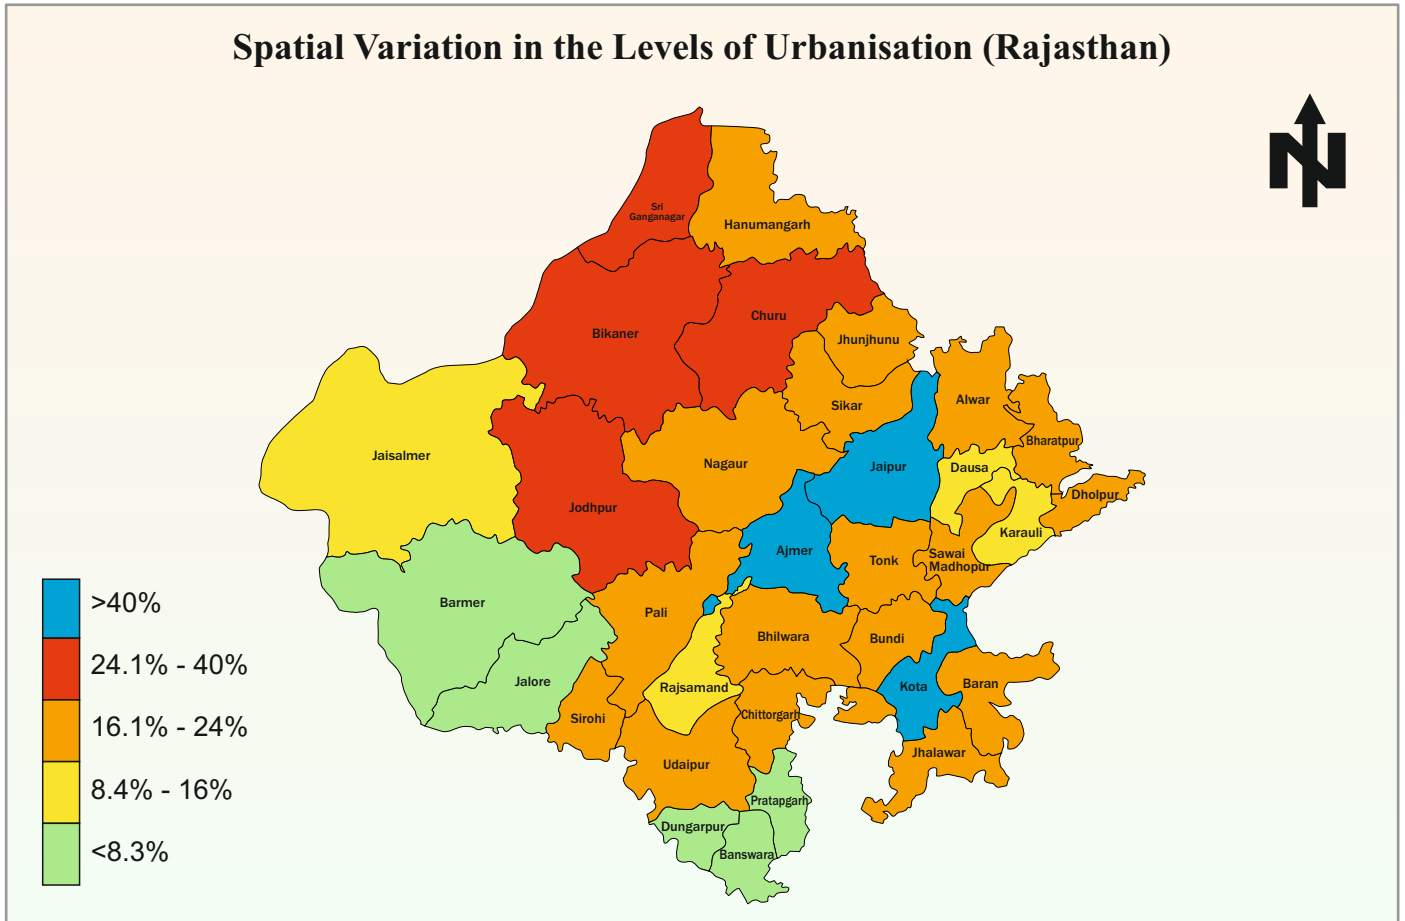 Spatial Variation in the Levels of Urbanisation (Rajasthan)
N
Sri
Ganganagar
Hanumangarh
Churu
Bikaner
Jhunjhunu
Sikar
Alwar
Bharatpur
Jaisalmer
Nagaur
Jaipur
Dausa
Dholpur
Jodhpur
Karauli
Ajmer
Tonk
Sawai
Madhopur
>40%
24.1% - 40%
16.1% - 24%
8.4% - 16%
<8.3%
Barmer
Pali
Bhilwara
Bundi
Jalore
Rajsamand
Kota
Baran
Sirohi
Chittorgarh
Jhalawar
Udaipur
Pratapgarh
Dungarpur
Banswara